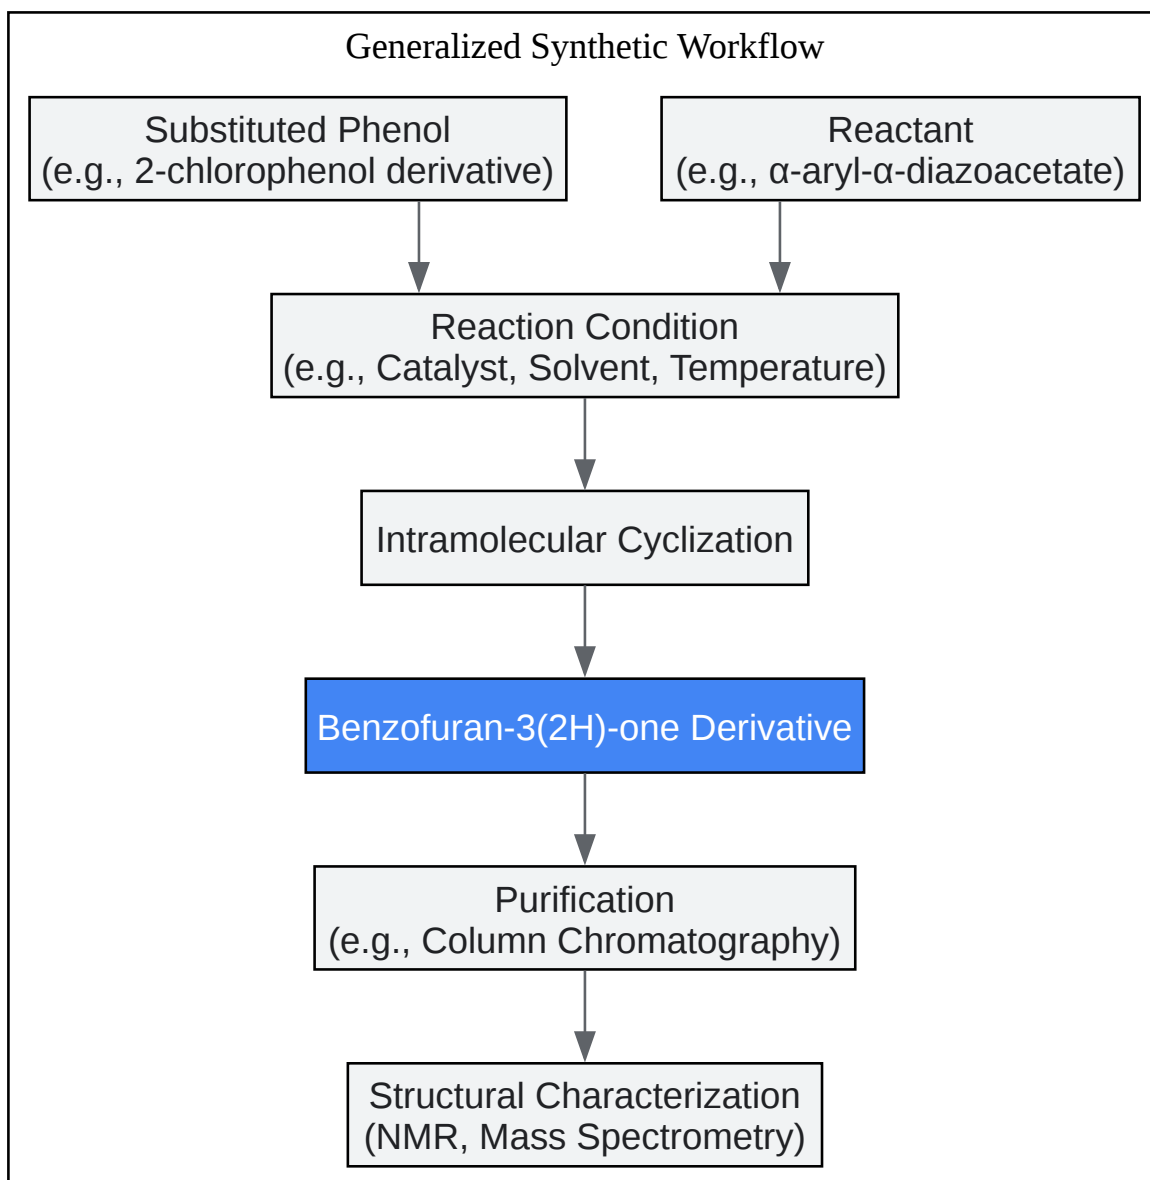 Generalized Synthetic Workflow
Substituted Phenol
(e.g., 2-chlorophenol derivative)
Reactant
(e.g., α-aryl-α-diazoacetate)
Reaction Condition
(e.g., Catalyst, Solvent, Temperature)
Intramolecular Cyclization
Benzofuran-3(2H)-one Derivative
Purification
(e.g., Column Chromatography)
Structural Characterization
(NMR, Mass Spectrometry)